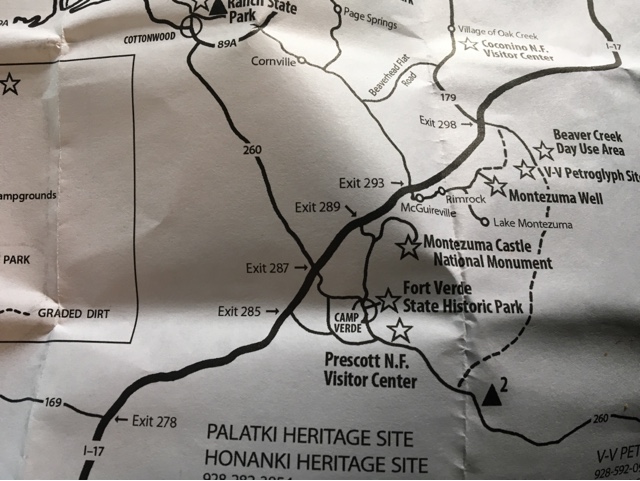 Ranch State
Park
Page Springs
COTTONWOOD
89A
Village of Oak Creek
I-17
Coconino N.F.
Visitor Center
Cornville
Beaverhead Flat
Road
179
Exit 298
Beaver Creek
Day Use Area
260
V-V Petroglyph Sit
Exit 293
ampgrounds
Rimrock
Montezuma Well
Exit 289
McGuireville
Lake Montezuma
Montezuma Castle
National Monument
PARK
Exit 287
Fort Verde
State Historic Park
GRADED DIRT
Exit 285
CAMP
VERDE
Prescott N.F.
Visitor Center
2
169
Exit 278
260
I-17
PALATKI HERITAGE SITE
HONANKI HERITAGE SITE
V-V PET